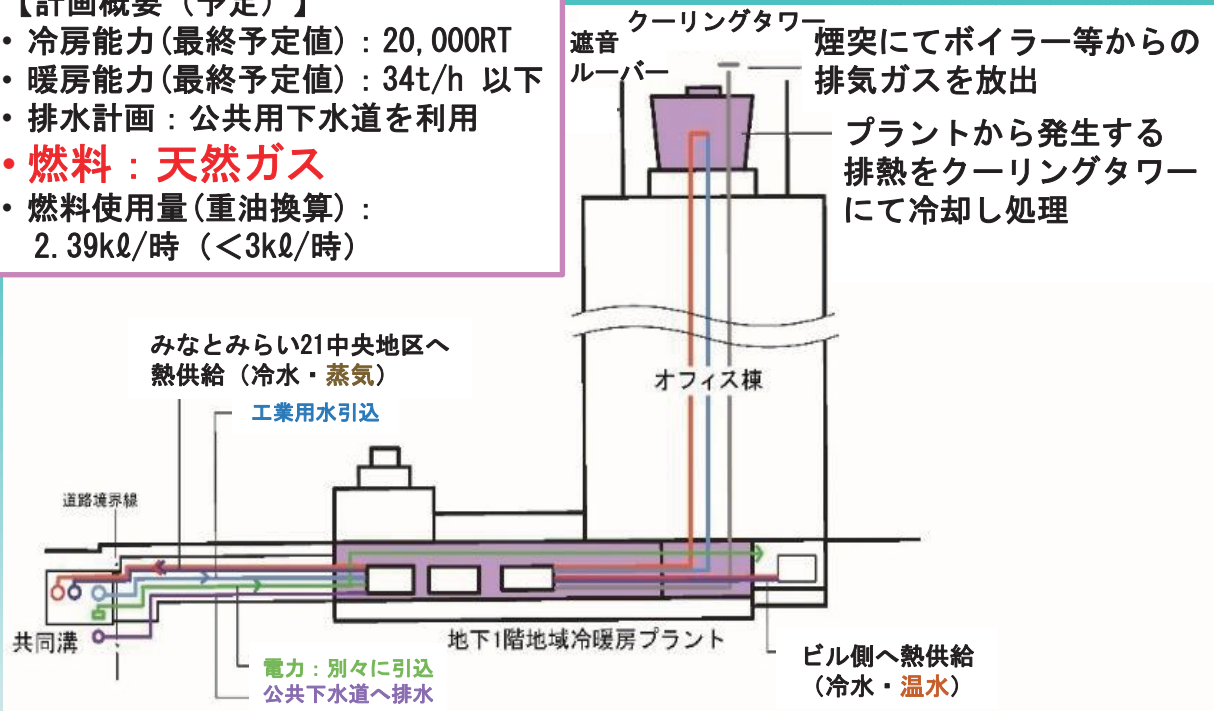 【計画概要（予定）】
・冷房能力(最終予定値)：20,000RT
・暖房能力(最終予定値)：34t/h 以下
・排水計画：公共用下水道を利用
・燃料：天然ガス
・燃料使用量(重油換算)：
2.39kℓ/時（＜3kℓ/時）
クーリングタワー
遮音
ルーバー
煙突にてボイラー等からの
排気ガスを放出
プラントから発生する
排熱をクーリングタワー
にて冷却し処理
みなとみらい21中央地区へ
熱供給（冷水・蒸気）
工業用水引込
オフィス棟
道路境界線
共同溝
地下1階地域冷暖房プラント
電力：別々に引込
公共下水道へ排水
ビル側へ熱供給
（冷水・温水）